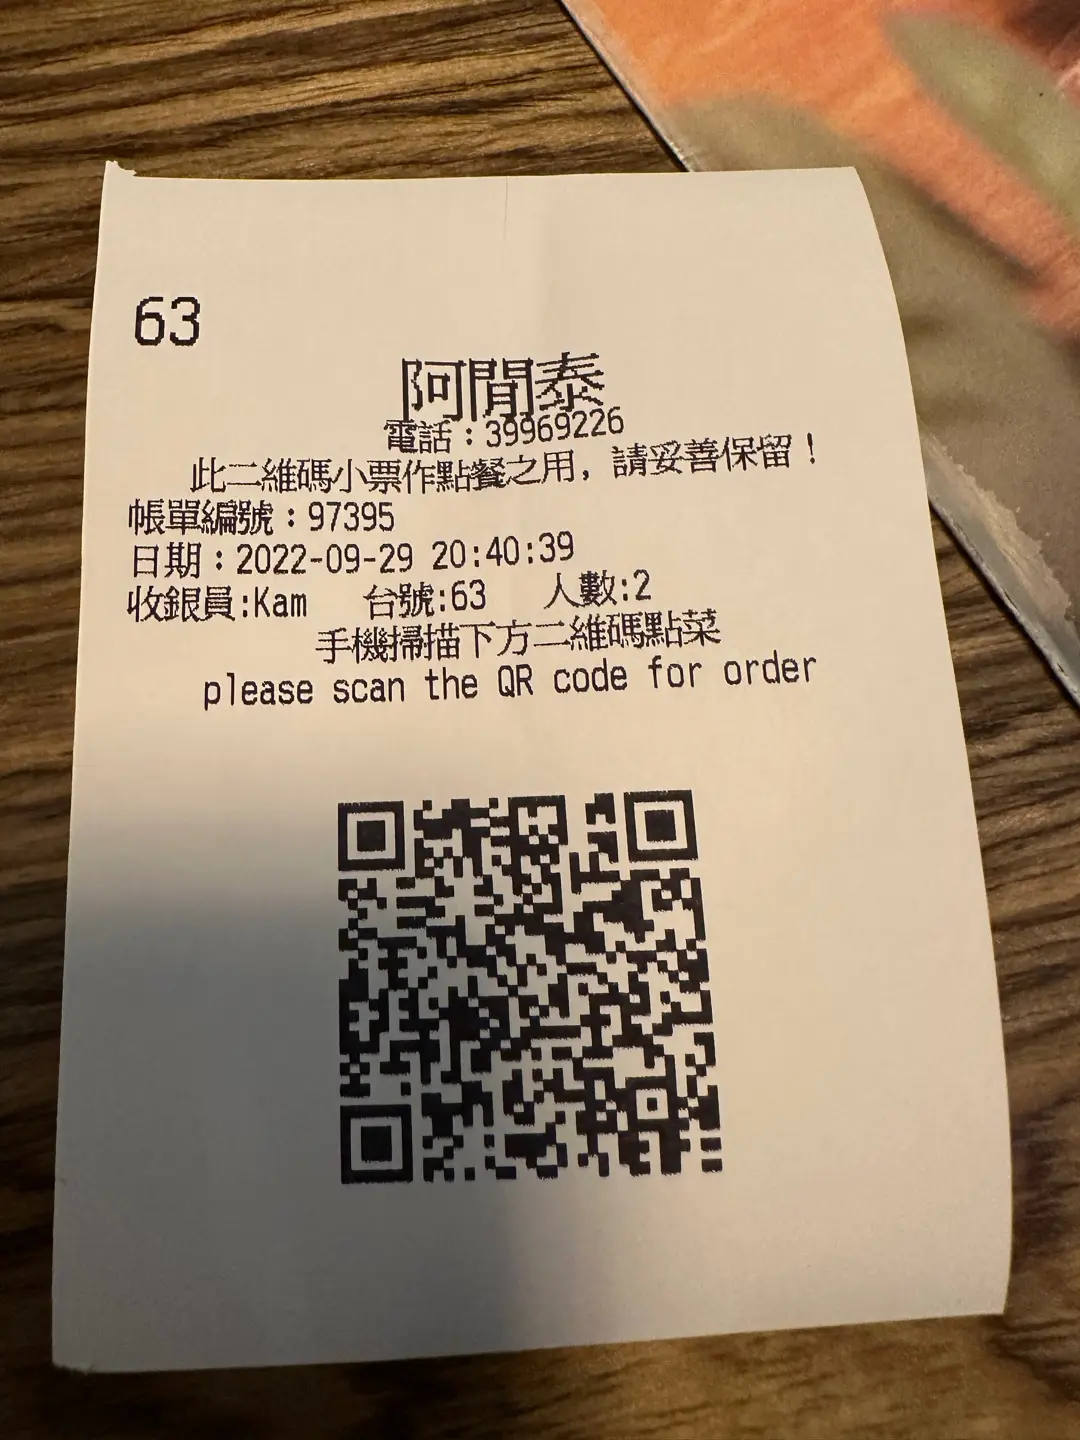 63
阿閒泰
電話：39969226
此二維碼小票作點餐之用，請妥善保留！
帳單編號：97395
日期：2022-09-29 20:40:39
收銀員:Kam 台號:63 人數:2
手機掃描下方二維碼點菜
please scan the QR code for order